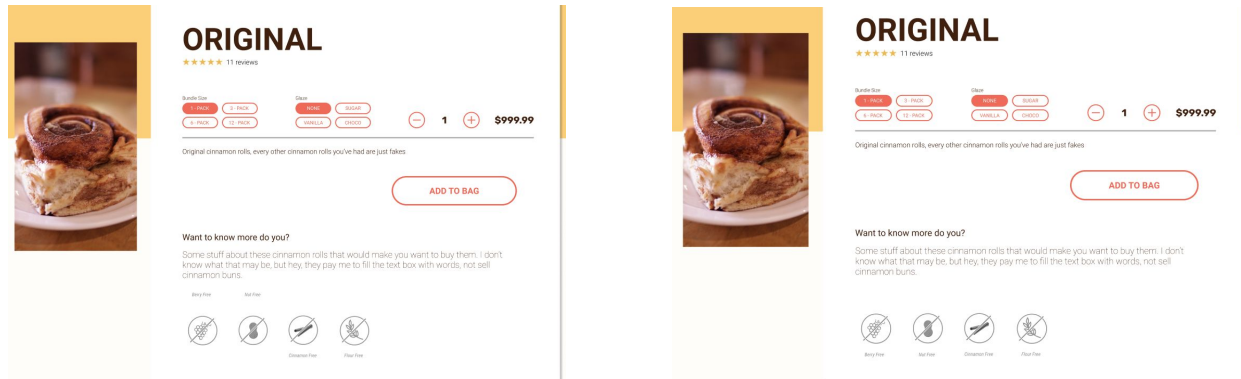 ORIGINAL
★★★★★ 11 reviews
Bundle Size
Glaze
1 - PACK
3 - PACK
NONE
SUGAR
6 - PACK
12 - PACK
VANILLA
CHOCO
1
$999.99
Original cinnamon rolls, every other cinnamon rolls you've had are just fakes
ADD TO BAG
Want to know more do you?
Some stuff about these cinnamon rolls that would make you want to buy them. I don't
know what that may be, but hey, they pay me to fill the text box with words, not sell
cinnamon buns.
Berry Free
Nut Free
Cinnamon Free
Flour Free
ORIGINAL
★★★★★ 11 reviews
Bundle Size
Glaze
1 - PACK
3 - PACK
NONE
SUGAR
6 - PACK
12 - PACK
VANILLA
CHOCO
1
$999.99
Original cinnamon rolls, every other cinnamon rolls you've had are just fakes
ADD TO BAG
Want to know more do you?
Some stuff about these cinnamon rolls that would make you want to buy them. I don't
know what that may be, but hey, they pay me to fill the text box with words, not sell
cinnamon buns.
Berry Free
Nut Free
Cinnamon Free
Flour Free